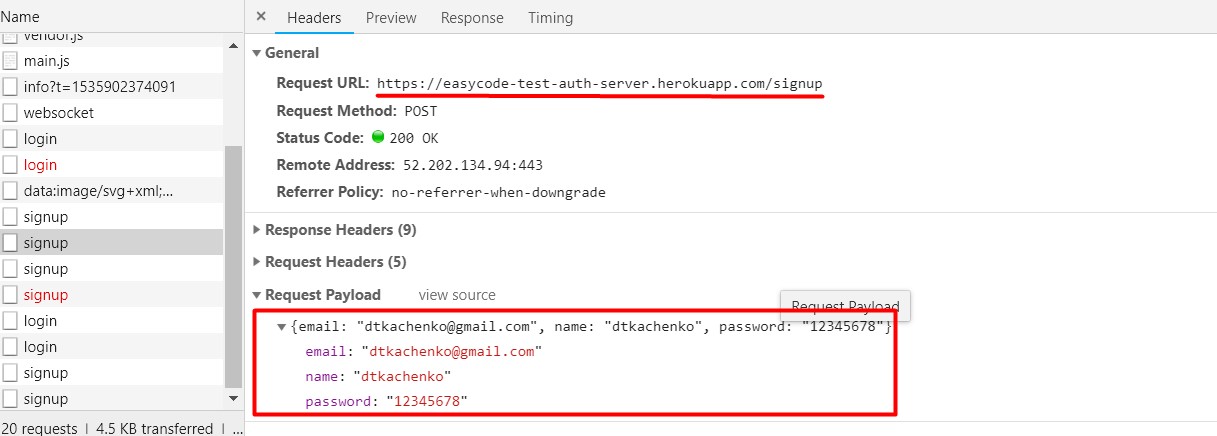 Name
vendor.js
main.js
info?t=1535902374091
websocket
login
login
data:image/svg+xml;...
signup
signup
signup
signup
login
login
signup
signup
20 requests | 4.5 KB transferred | ...
× Headers Preview Response Timing
General
Request URL: https://easycode-test-auth-server.herokuapp.com/signup
Request Method: POST
Status Code: 200 OK
Remote Address: 52.202.134.94:443
Referrer Policy: no-referrer-when-downgrade
Response Headers (9)
Request Headers (5)
Request Payload view source
Request Payload
{email: "dtkachenko@gmail.com", name: "dtkachenko", password: "12345678"}
email: "dtkachenko@gmail.com"
name: "dtkachenko"
password: "12345678"